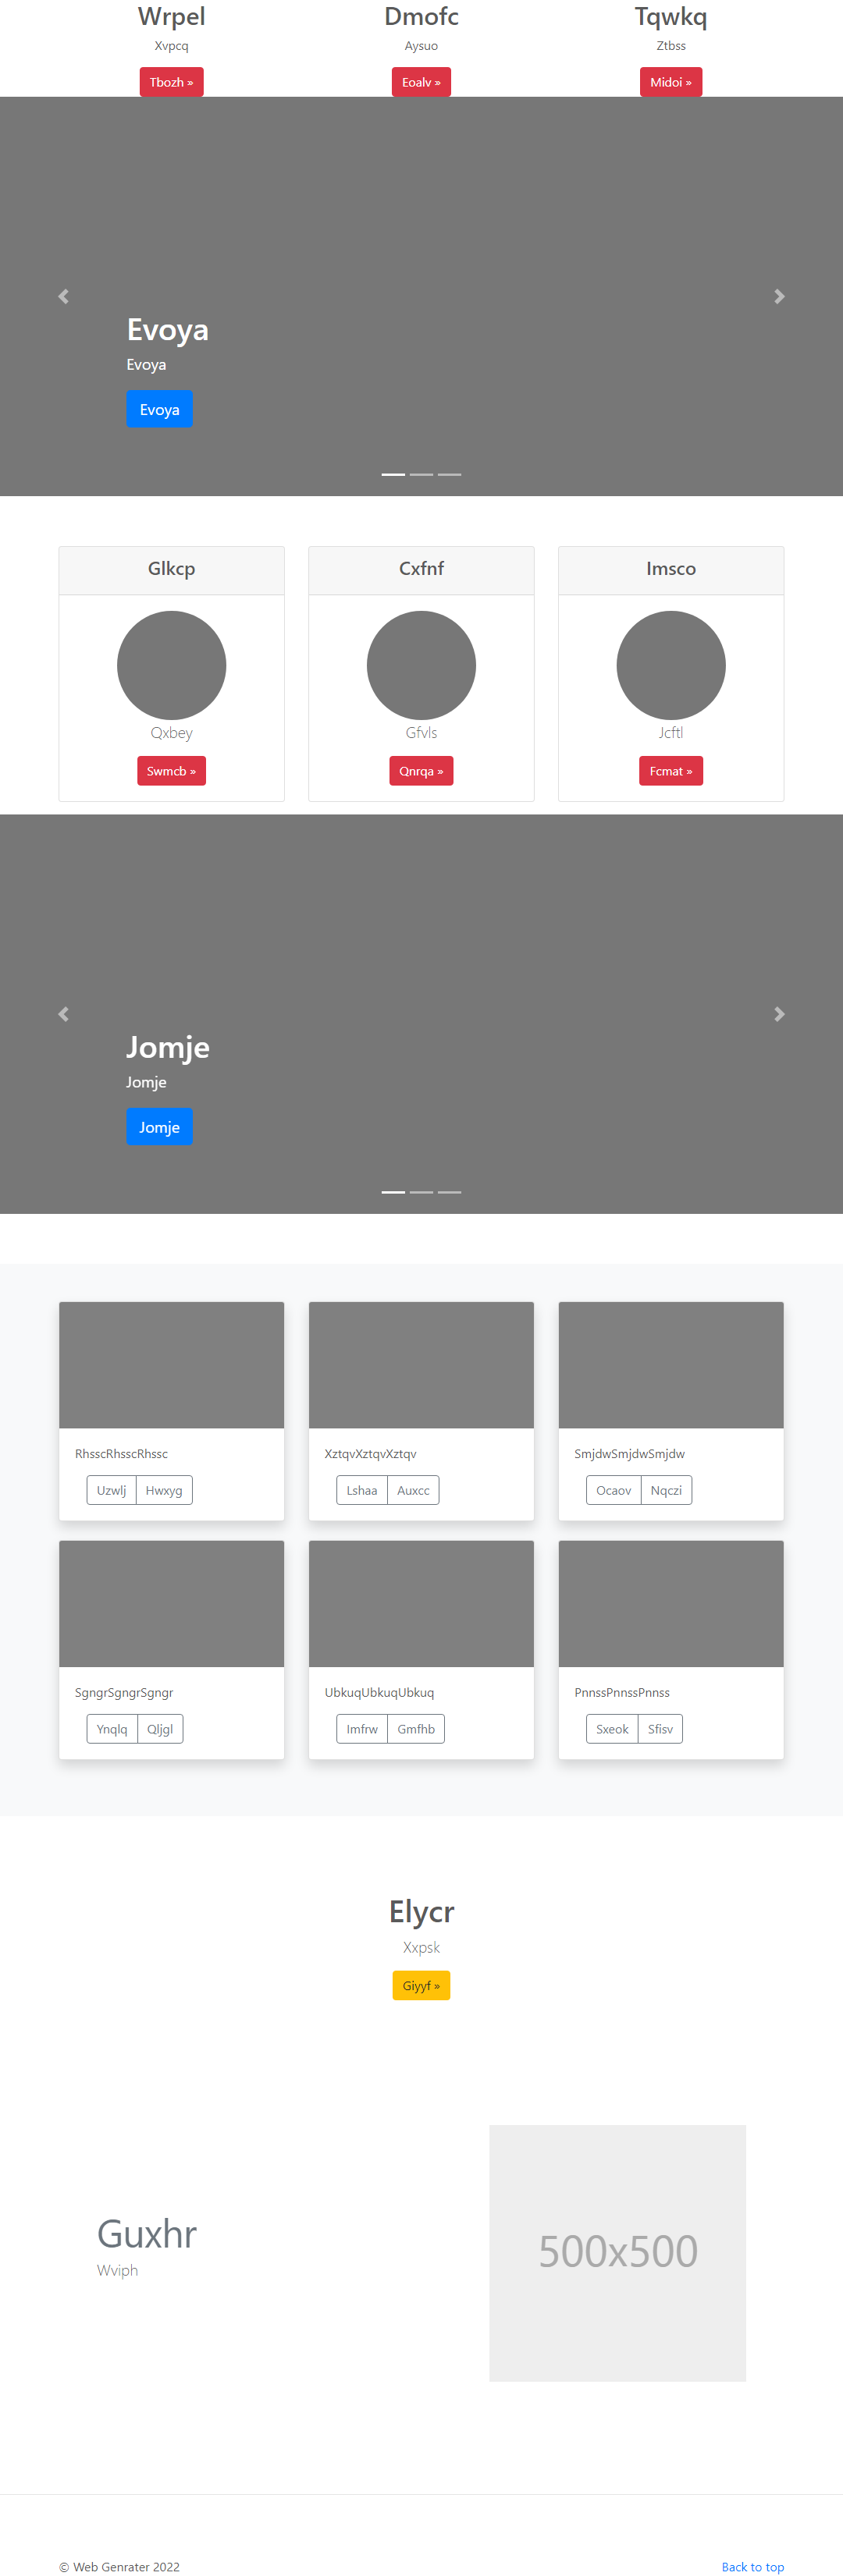 Wrpel Dmofc Tqwkq
Xvpcq Aysuo Ztbss
Tbozh » Eoalv » Midoi »
Evoya
Evoya
Evoya
Glkcp Cxfnf Imsco
Qxbey Gfvls Jcftl
Swmcb » Qnrqa » Fcmat »
Jomje
Jomje
Jomje
RhsscRhsscRhssc XztqvXztqvXztqv SmjdwSmjdwSmjdw
Uzwlj Hwxyg Lshaa Auxcc Ocaov Nqczi
SgngrSgngrSgngr UbkuqUbkuqUbkuq PnnssPnnssPnnss
Ynqlq Qljgl Imfrw Gmfhb Sxeok Sfisv
Elycr
Xxpsk
Giyyf »
Guxhr
Wviph
500x500
© Web Genrater 2022 Back to top